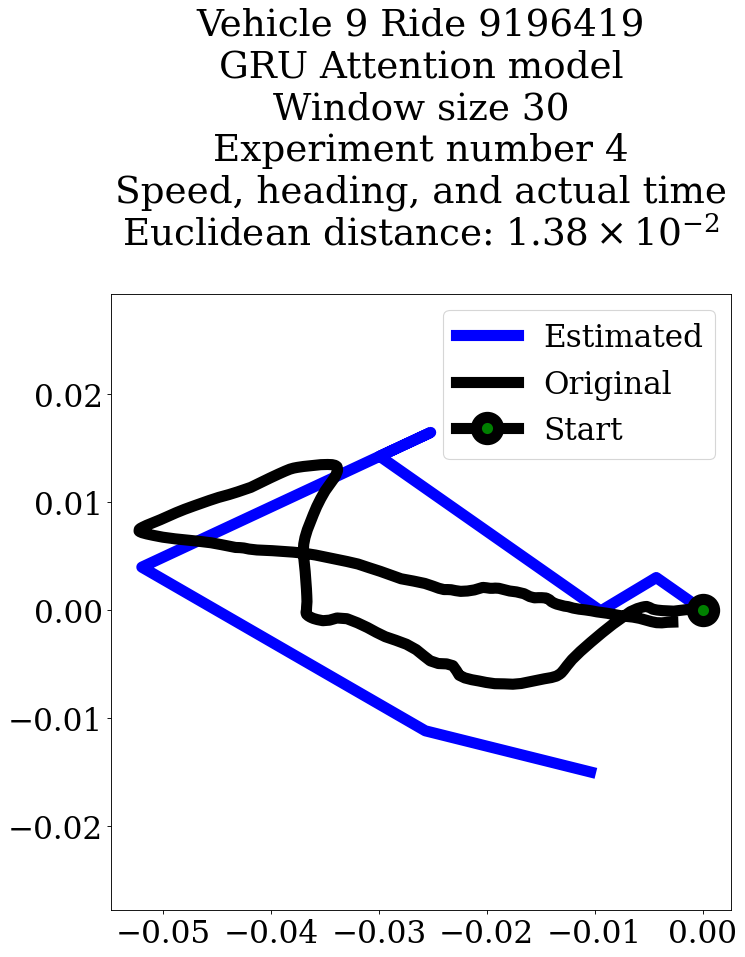 Vehicle 9 Ride 9196419
GRU Attention model
Window size 30
Experiment number 4
Speed, heading, and actual time
Euclidean distance: 1.38 × 10⁻²
Estimated
Original
Start
0.02
0.01
0.00
−0.01
−0.02
−0.05 −0.04 −0.03 −0.02 −0.01 0.00